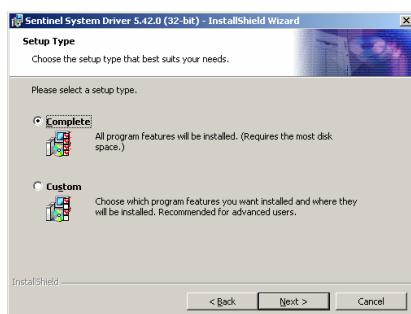 Sentinel System Driver 5.42.0 (32-bit) - InstallShield Wizard
Setup Type
Choose the setup type that best suits your needs.
Please select a setup type.
Complete
All program features will be installed. (Requires the most disk
space.)
Custom
Choose which program features you want installed and where they
will be installed. Recommended for advanced users.
InstallShield
< Back Next > Cancel